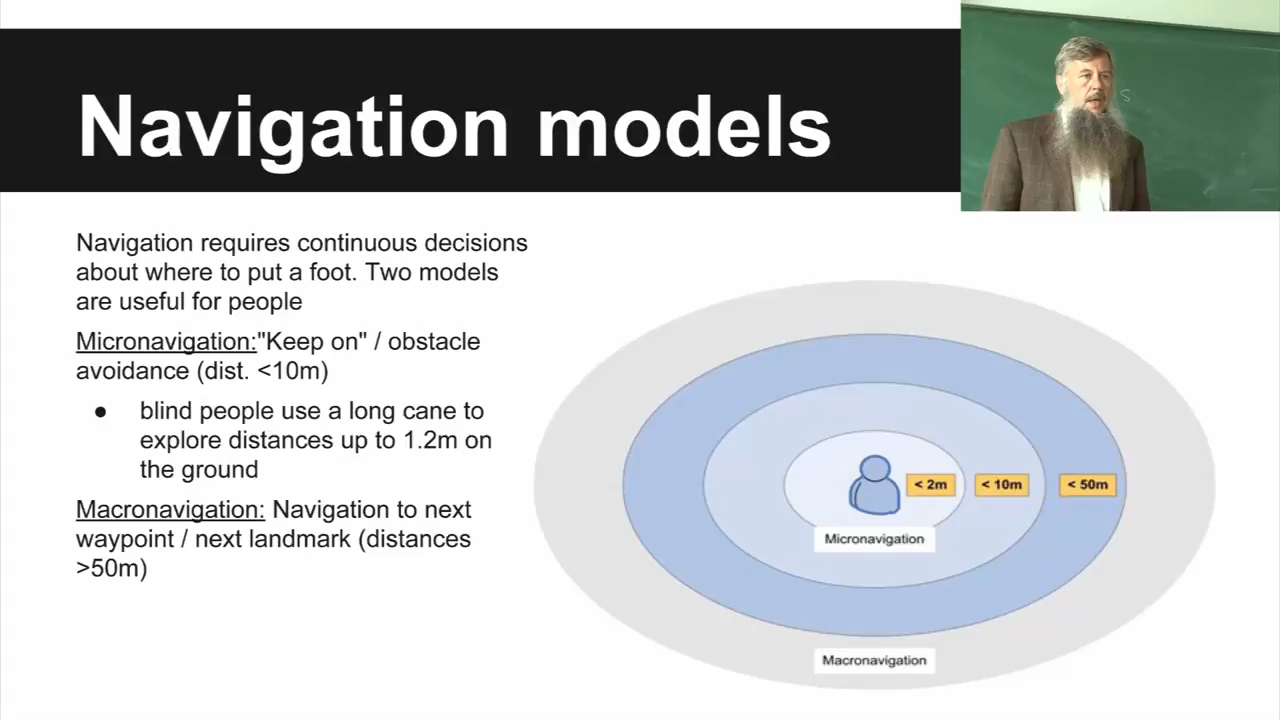 Navigation models
Navigation requires continuous decisions
about where to put a foot. Two models
are useful for people
Micronavigation:"Keep on" / obstacle
avoidance (dist. <10m)
● blind people use a long cane to
explore distances up to 1.2m on
the ground
Macronavigation: Navigation to next
waypoint / next landmark (distances
>50m)
< 2m
< 10m
< 50m
Micronavigation
Macronavigation